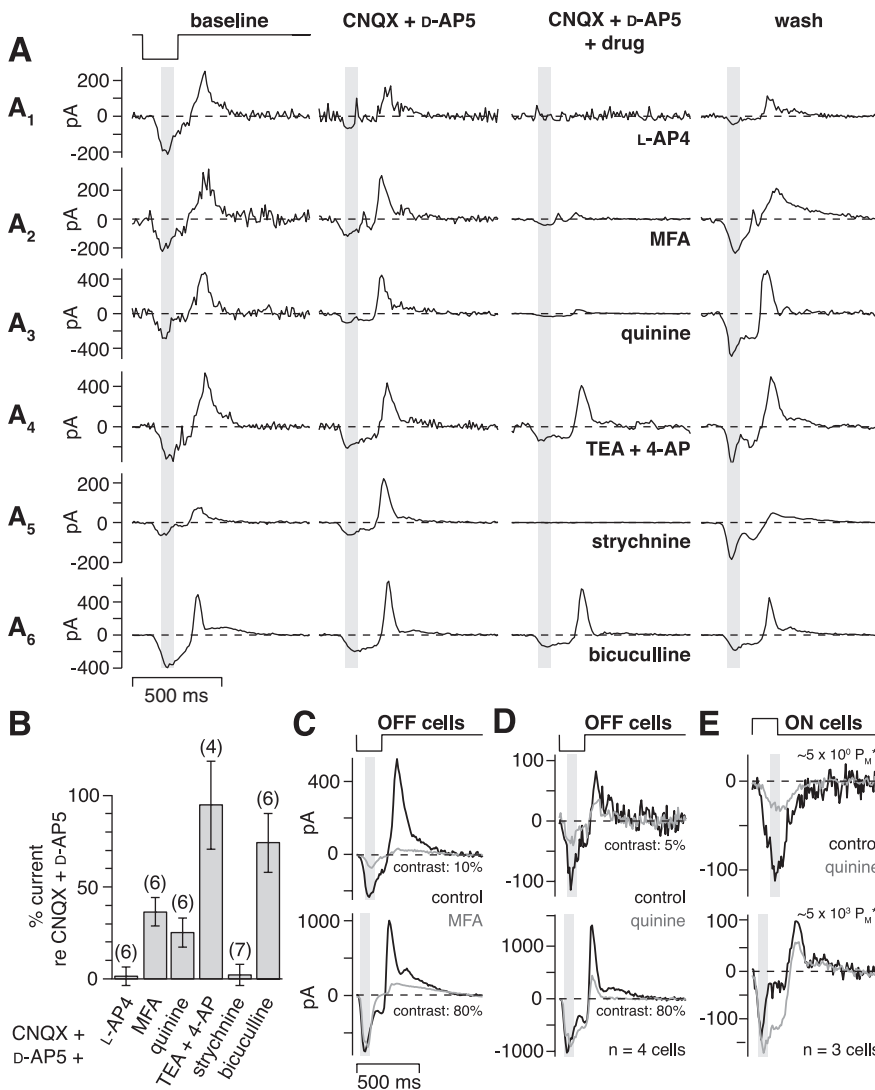 baseline
CNQX + D-AP5
CNQX + D-AP5
+ drug
wash
A
A1
pA
200
0
-200
L-AP4
A2
pA
200
0
-200
MFA
A3
pA
400
0
-400
quinine
A4
pA
400
0
TEA + 4-AP
A5
pA
200
0
-200
strychnine
A6
pA
400
0
-400
bicuculline
500 ms
B
% current
re CNQX + D-AP5
100
50
0
(6)
(6)
(6)
(4)
(7)
(6)
CNQX +
D-AP5 +
L-AP4
MFA
quinine
TEA + 4-AP
strychnine
bicuculline
C
OFF cells
pA
400
0
contrast: 10%
control
MFA
1000
pA
0
contrast: 80%
500 ms
D
OFF cells
100
0
-100
contrast: 5%
control
quinine
1000
0
-1000
contrast: 80%
n = 4 cells
E
ON cells
~5 x 10⁰ PM*
0
-100
control
quinine
~5 x 10³ PM*
100
50
0
-100
n = 3 cells